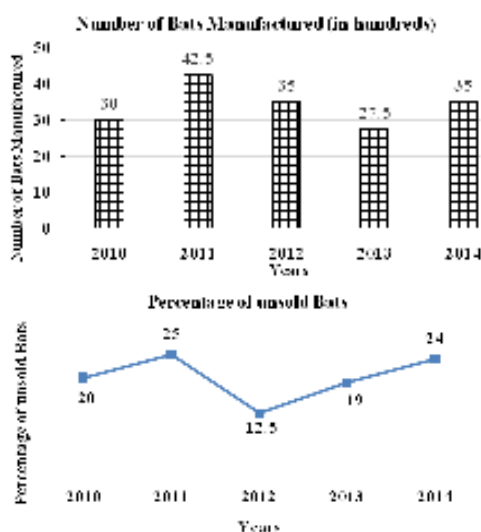 Number of Bats Manufactured (in hundreds)
Number of Bats Manufactured
50
40
30
20
10
0
30
42.5
35
27.5
35
2010 2011 2012 2013 2014
Years
Percentage of unsold Bats
Percentage of unsold Bats
20
25
12.5
19
24
2010 2011 2012 2013 2014
Years